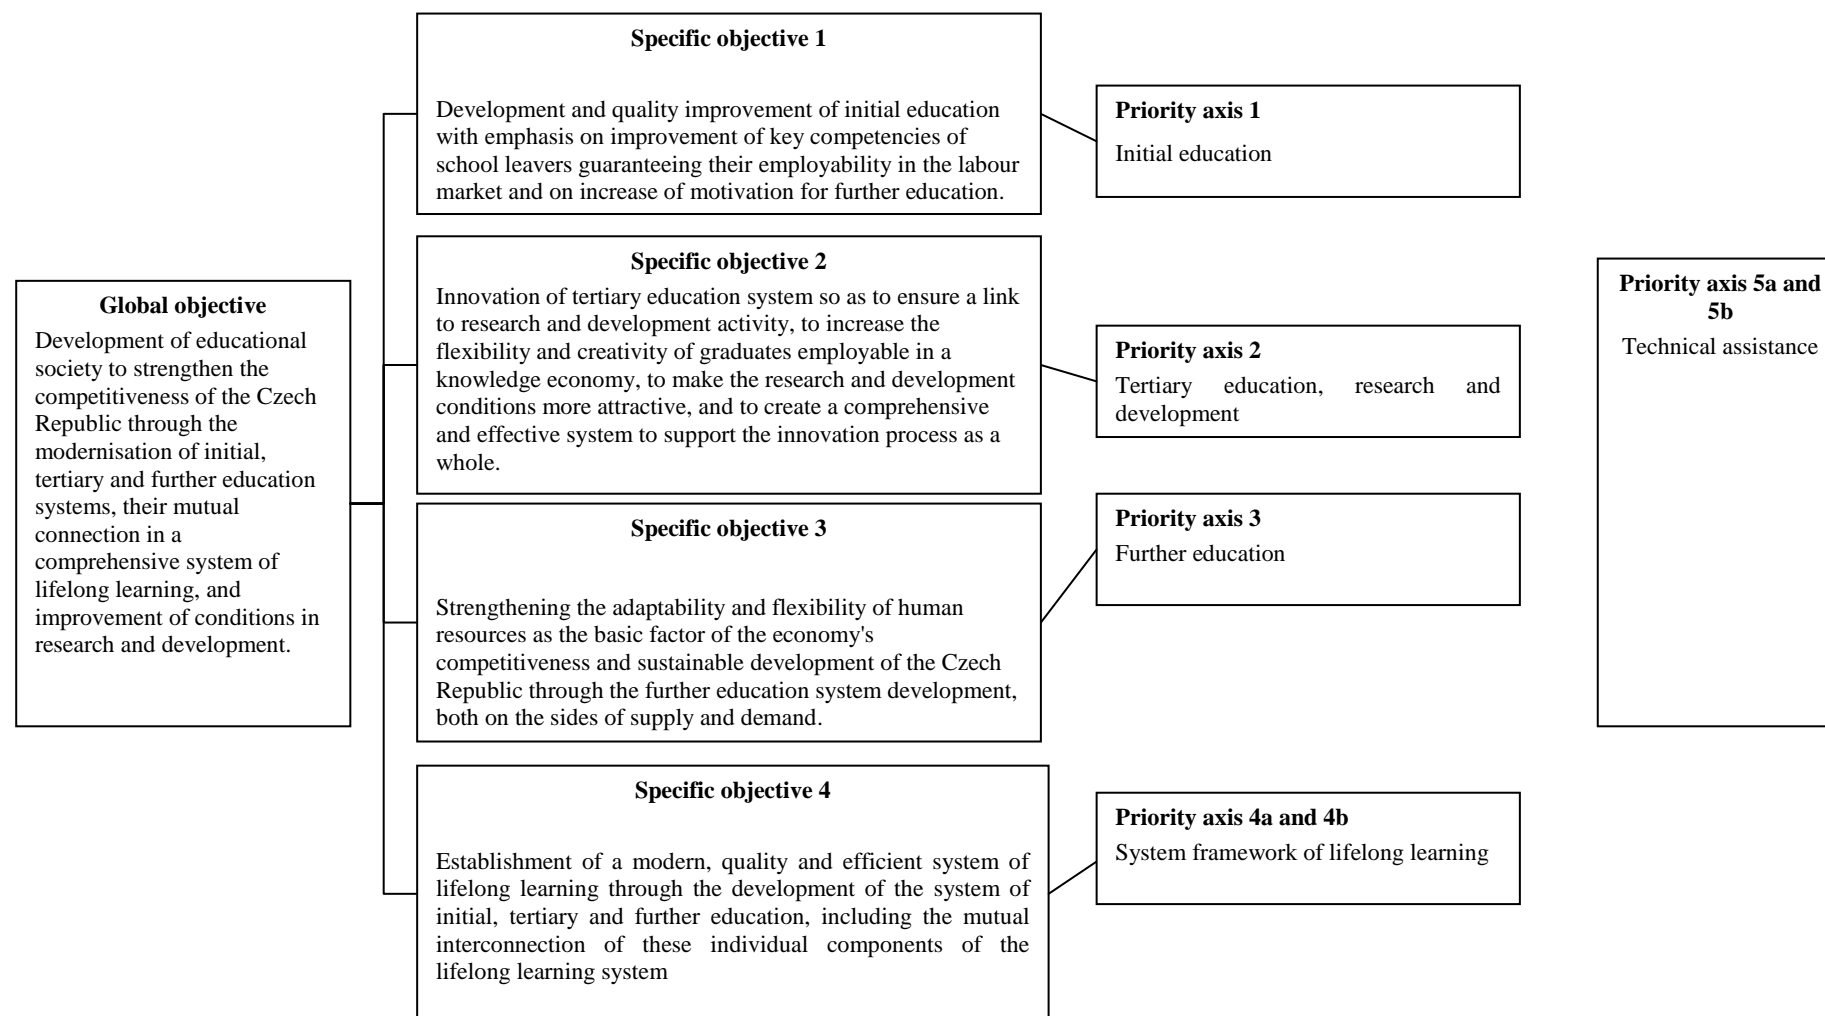 Global objective
Development of educational
society to strengthen the
competitiveness of the Czech
Republic through the
modernisation of initial,
tertiary and further education
systems, their mutual
connection in a
comprehensive system of
lifelong learning, and
improvement of conditions in
research and development.
Specific objective 1
Development and quality improvement of initial education
with emphasis on improvement of key competencies of
school leavers guaranteeing their employability in the labour
market and on increase of motivation for further education.
Specific objective 2
Innovation of tertiary education system so as to ensure a link
to research and development activity, to increase the
flexibility and creativity of graduates employable in a
knowledge economy, to make the research and development
conditions more attractive, and to create a comprehensive
and effective system to support the innovation process as a
whole.
Specific objective 3
Strengthening the adaptability and flexibility of human
resources as the basic factor of the economy's
competitiveness and sustainable development of the Czech
Republic through the further education system development,
both on the sides of supply and demand.
Specific objective 4
Establishment of a modern, quality and efficient system of
lifelong learning through the development of the system of
initial, tertiary and further education, including the mutual
interconnection of these individual components of the
lifelong learning system
Priority axis 1
Initial education
Priority axis 2
Tertiary education, research and
development
Priority axis 3
Further education
Priority axis 4a and 4b
System framework of lifelong learning
Priority axis 5a and
5b
Technical assistance